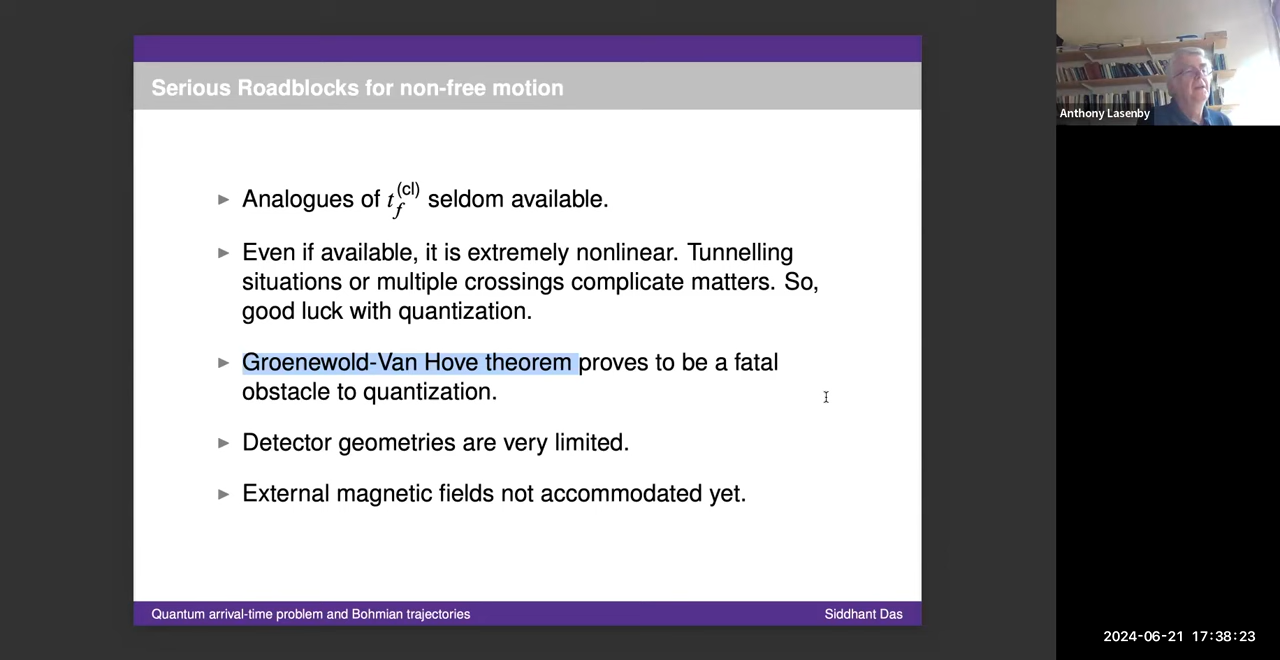 Serious Roadblocks for non-free motion
Anthony Lasenby
▶ Analogues of t_f^(cl) seldom available.
▶ Even if available, it is extremely nonlinear. Tunnelling
situations or multiple crossings complicate matters. So,
good luck with quantization.
▶ Groenewold-Van Hove theorem proves to be a fatal
obstacle to quantization.
▶ Detector geometries are very limited.
▶ External magnetic fields not accommodated yet.
Quantum arrival-time problem and Bohmian trajectories
Siddhant Das
2024-06-21 17:38:23